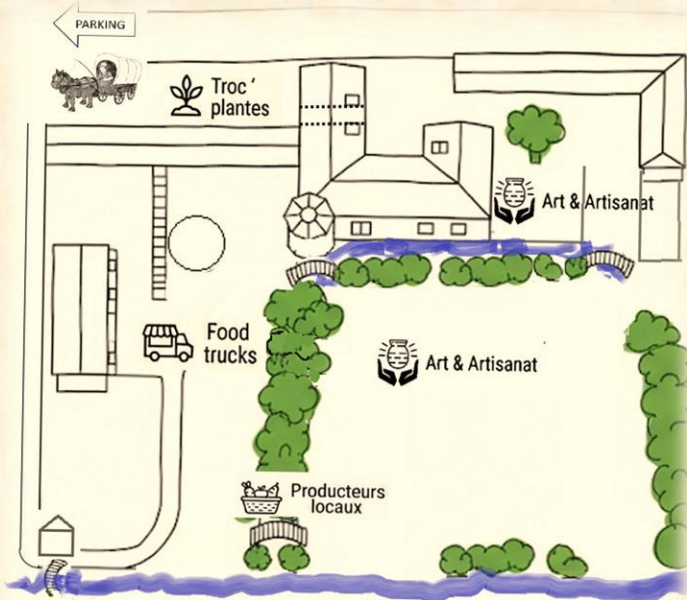 PARKING
Troc'
plantes
Art & Artisanat
Food
trucks
Art & Artisanat
Producteurs
locaux